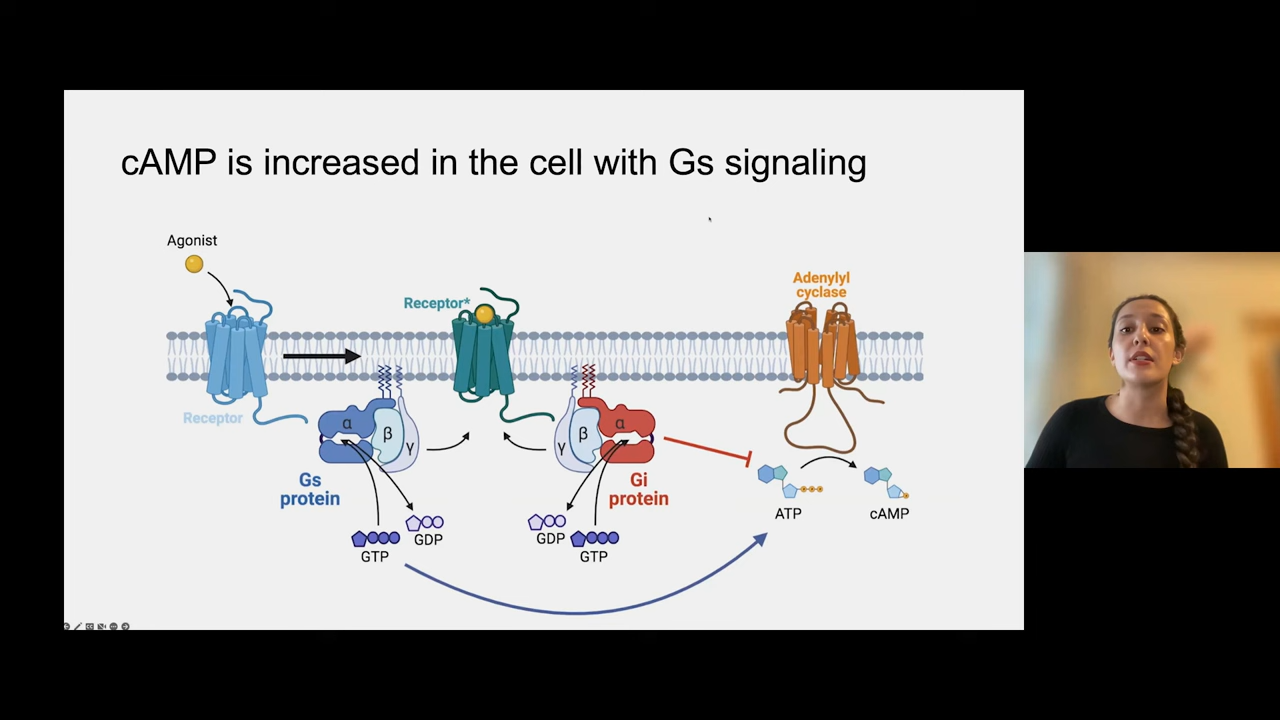 cAMP is increased in the cell with Gs signaling
Agonist
Receptor
Receptor*
Adenylyl
cyclase
α
β
γ
Gs
protein
GTP
GDP
γ
β
α
Gi
protein
GDP
GTP
ATP
cAMP